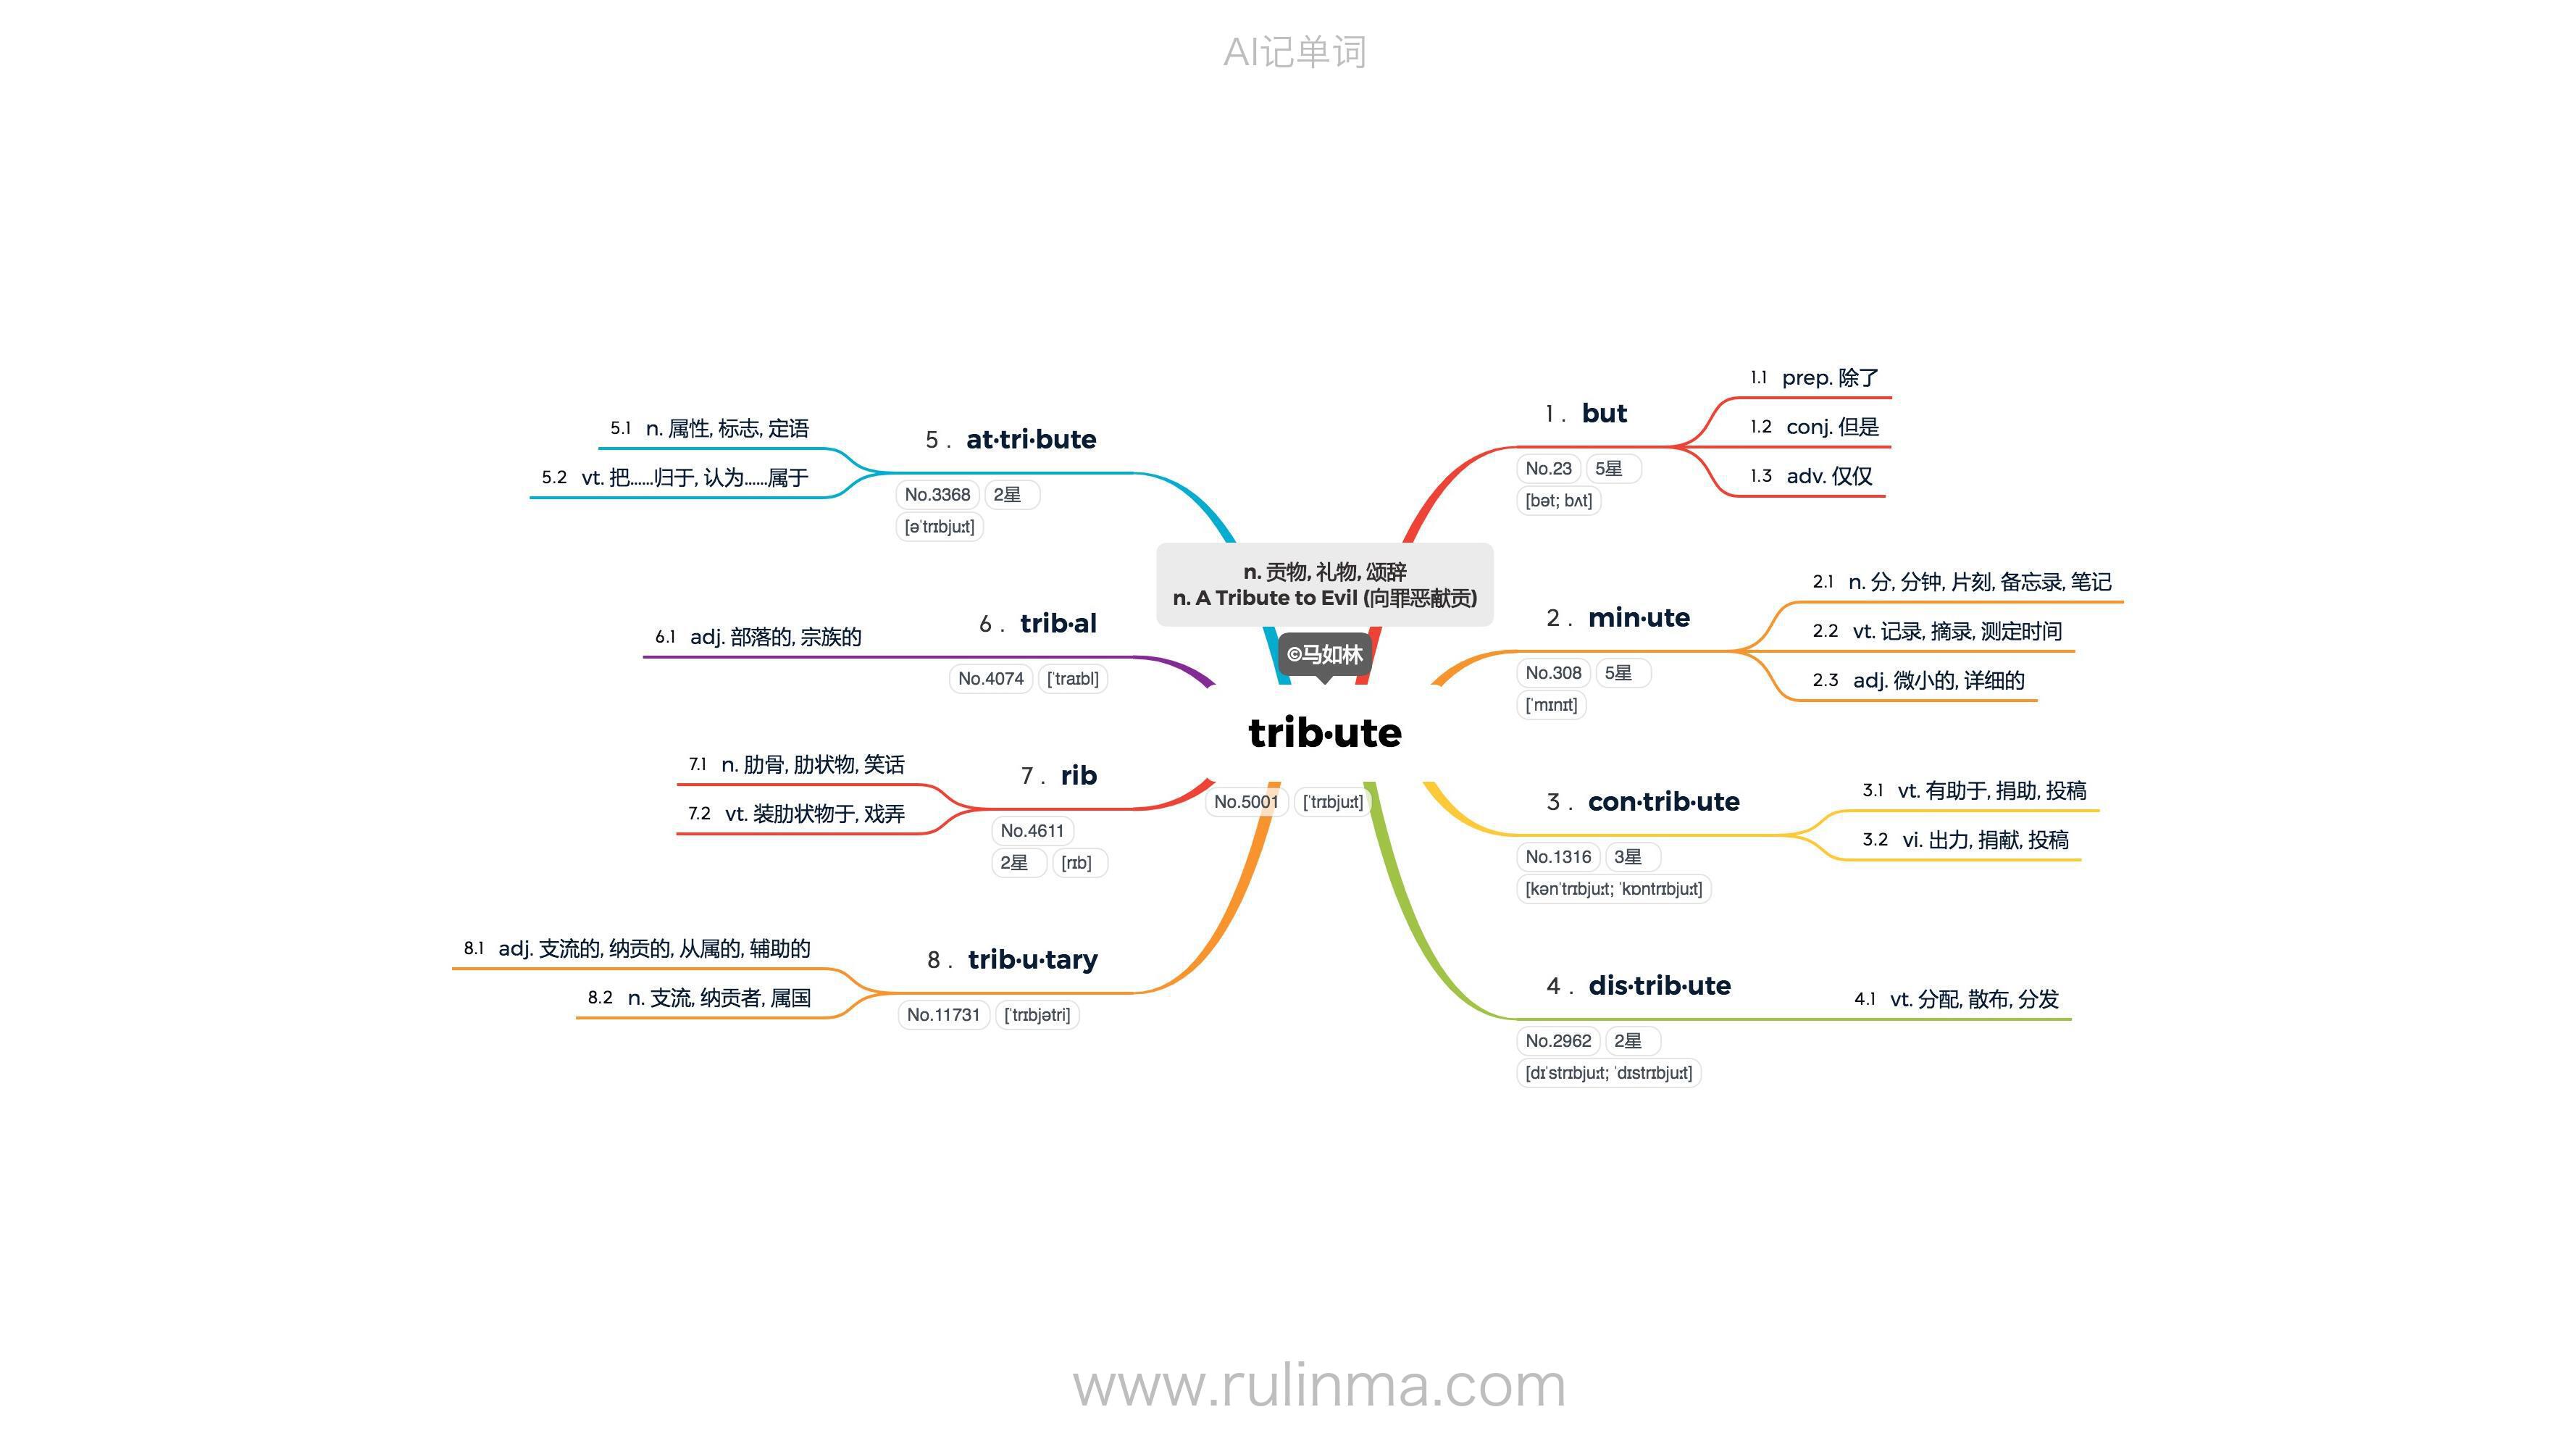 AI记单词
n. 贡物, 礼物, 颂辞
n. A Tribute to Evil (向罪恶献贡)
©马如林
trib·ute
No.5001 [ˈtrɪbjuːt]
1 . but
No.23 5星
[bət; bʌt]
1.1 prep. 除了
1.2 conj. 但是
1.3 adv. 仅仅
2 . min·ute
No.308 5星
[ˈmɪnɪt]
2.1 n. 分, 分钟, 片刻, 备忘录, 笔记
2.2 vt. 记录, 摘录, 测定时间
2.3 adj. 微小的, 详细的
3 . con·trib·ute
No.1316 3星
[kənˈtrɪbjuːt; ˈkɒntrɪbjuːt]
3.1 vt. 有助于, 捐助, 投稿
3.2 vi. 出力, 捐献, 投稿
4 . dis·trib·ute
No.2962 2星
[dɪˈstrɪbjuːt; ˈdɪstrɪbjuːt]
4.1 vt. 分配, 散布, 分发
5 . at·tri·bute
No.3368 2星
[əˈtrɪbjuːt]
5.1 n. 属性, 标志, 定语
5.2 vt. 把......归于, 认为......属于
6 . trib·al
No.4074 [ˈtraɪbl]
6.1 adj. 部落的, 宗族的
7 . rib
No.4611
2星 [rɪb]
7.1 n. 肋骨, 肋状物, 笑话
7.2 vt. 装肋状物于, 戏弄
8 . trib·u·tary
No.11731 [ˈtrɪbjətri]
8.1 adj. 支流的, 纳贡的, 从属的, 辅助的
8.2 n. 支流, 纳贡者, 属国
www.rulinma.com